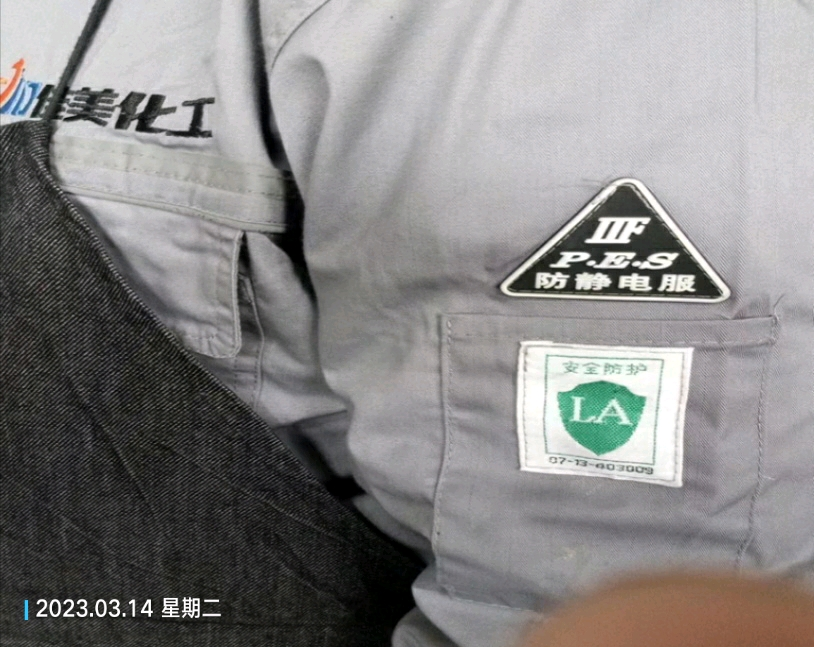 美化工
IIIF
P.E.S
防静电服
安全防护
LA
07-13-403009
2023.03.14 星期二